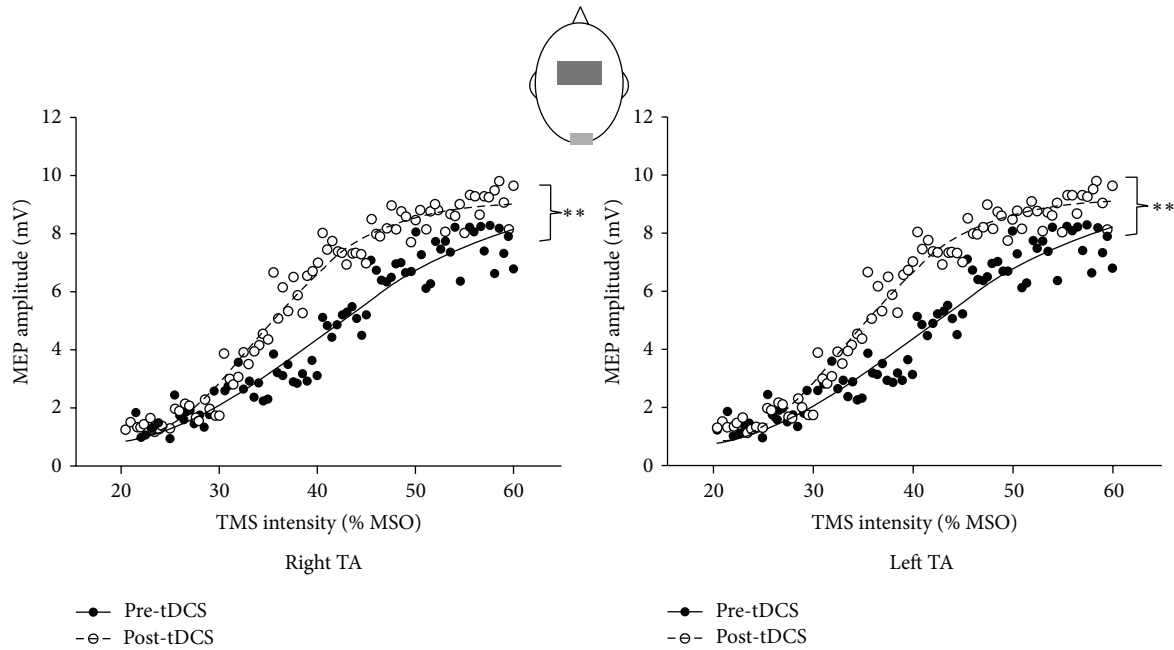 12
10
8
6
4
2
0
MEP amplitude (mV)
20
30
40
50
60
TMS intensity (% MSO)
Right TA
**
Pre-tDCS
Post-tDCS
12
10
8
6
4
2
0
MEP amplitude (mV)
20
30
40
50
60
TMS intensity (% MSO)
Left TA
**
Pre-tDCS
Post-tDCS